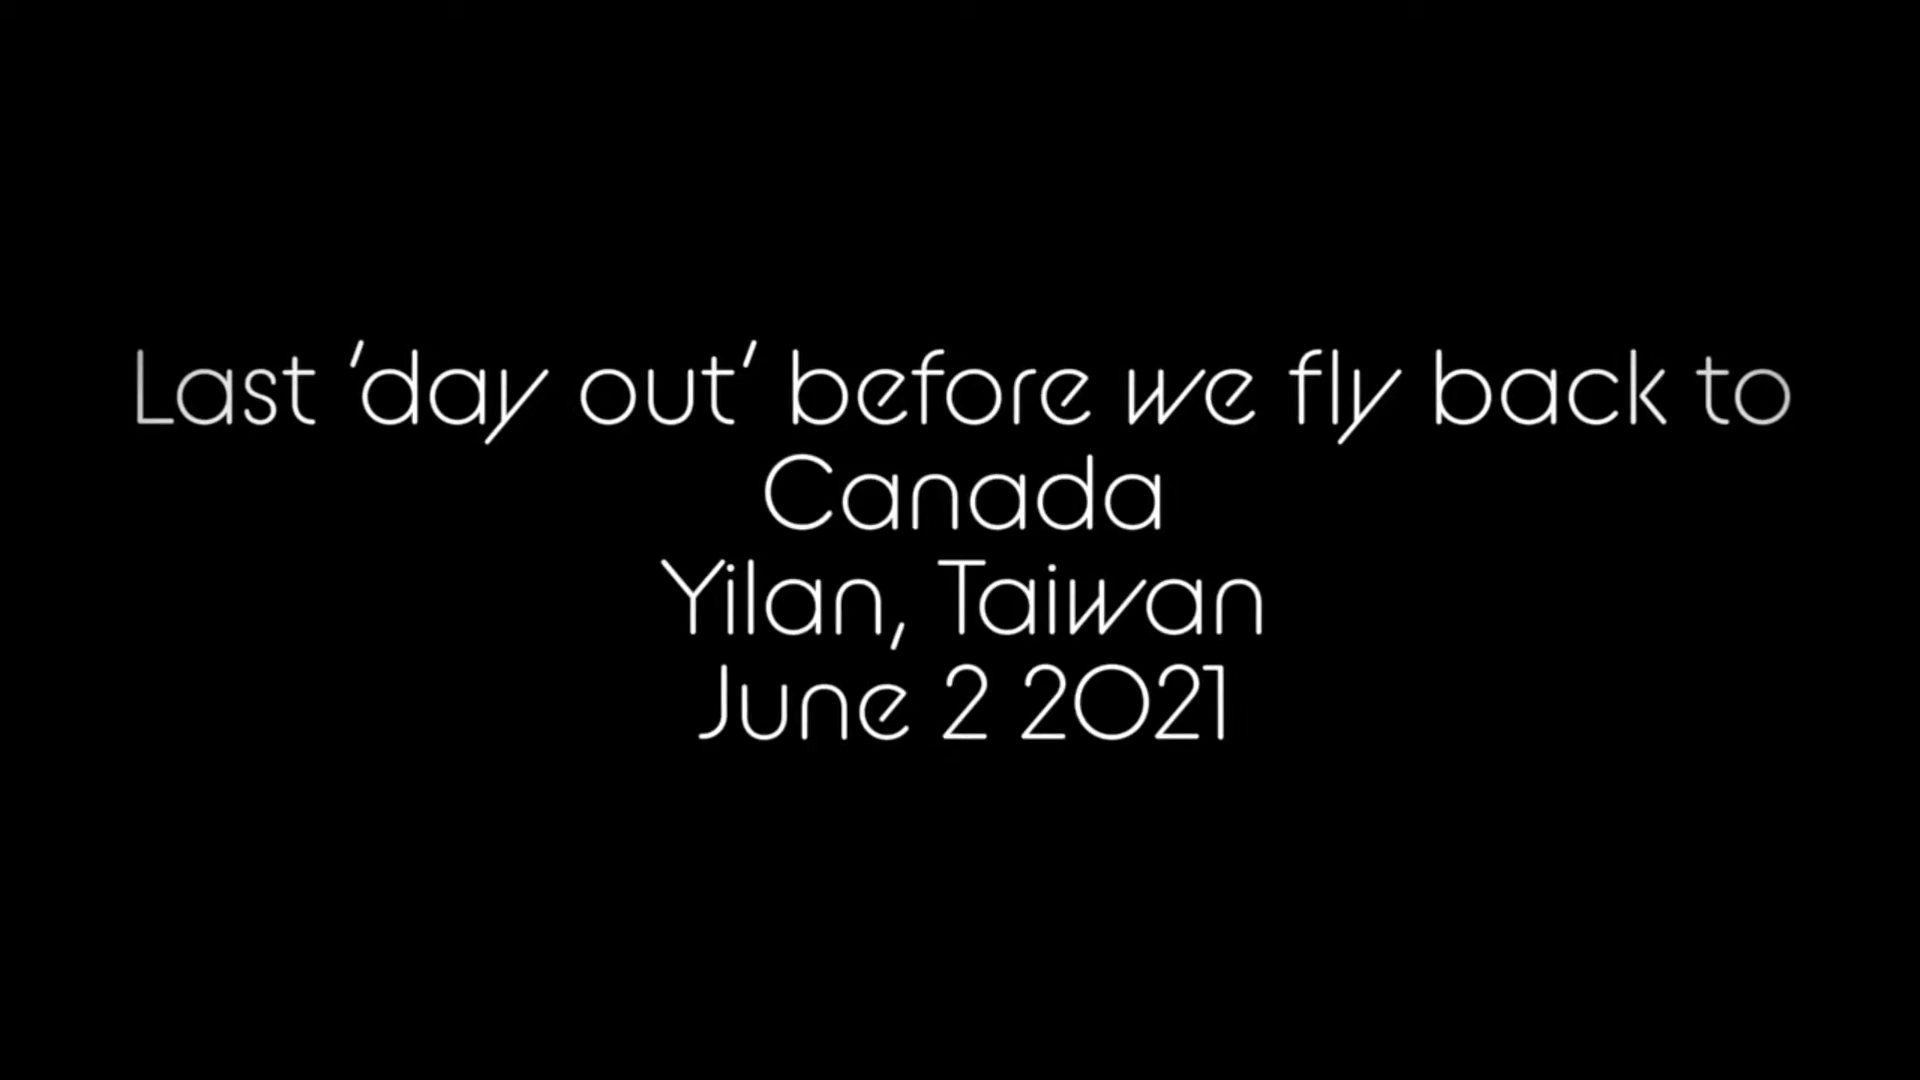 Last 'day out' before we fly back to
Canada
Yilan, Taiwan
June 2 2021